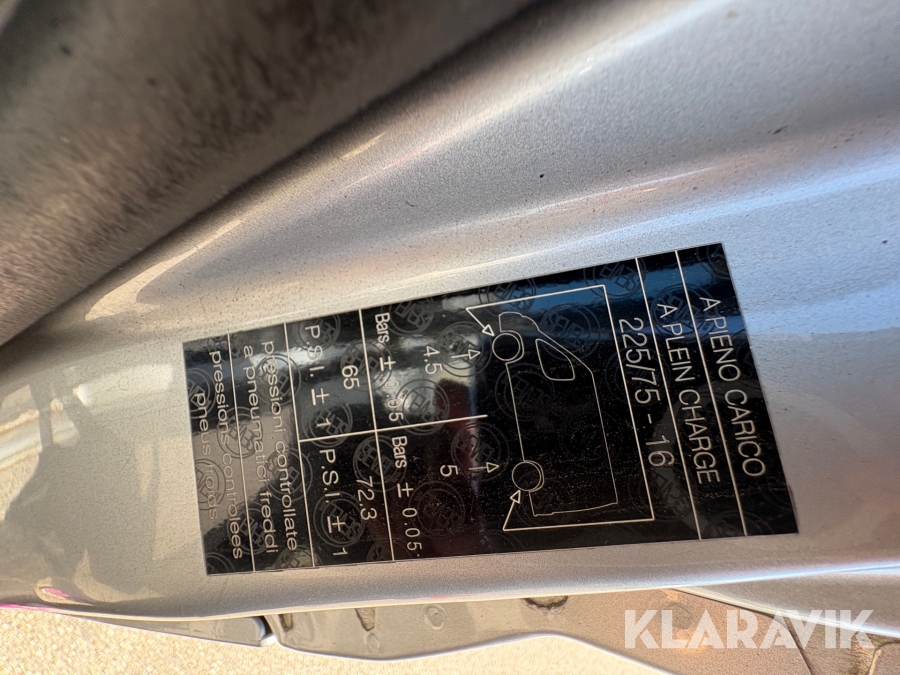 A PIENO CARICO
A PLEIN CHARGE
225/75 - 16
4.5
5
Bars ± 0.05
Bars ± 0.05
65
72.3
P.S.I. ± 1
P.S.I. ± 1
pressioni controllate
a pneumatici freddi
pressions controlées
pneus froids
KLARAVIK